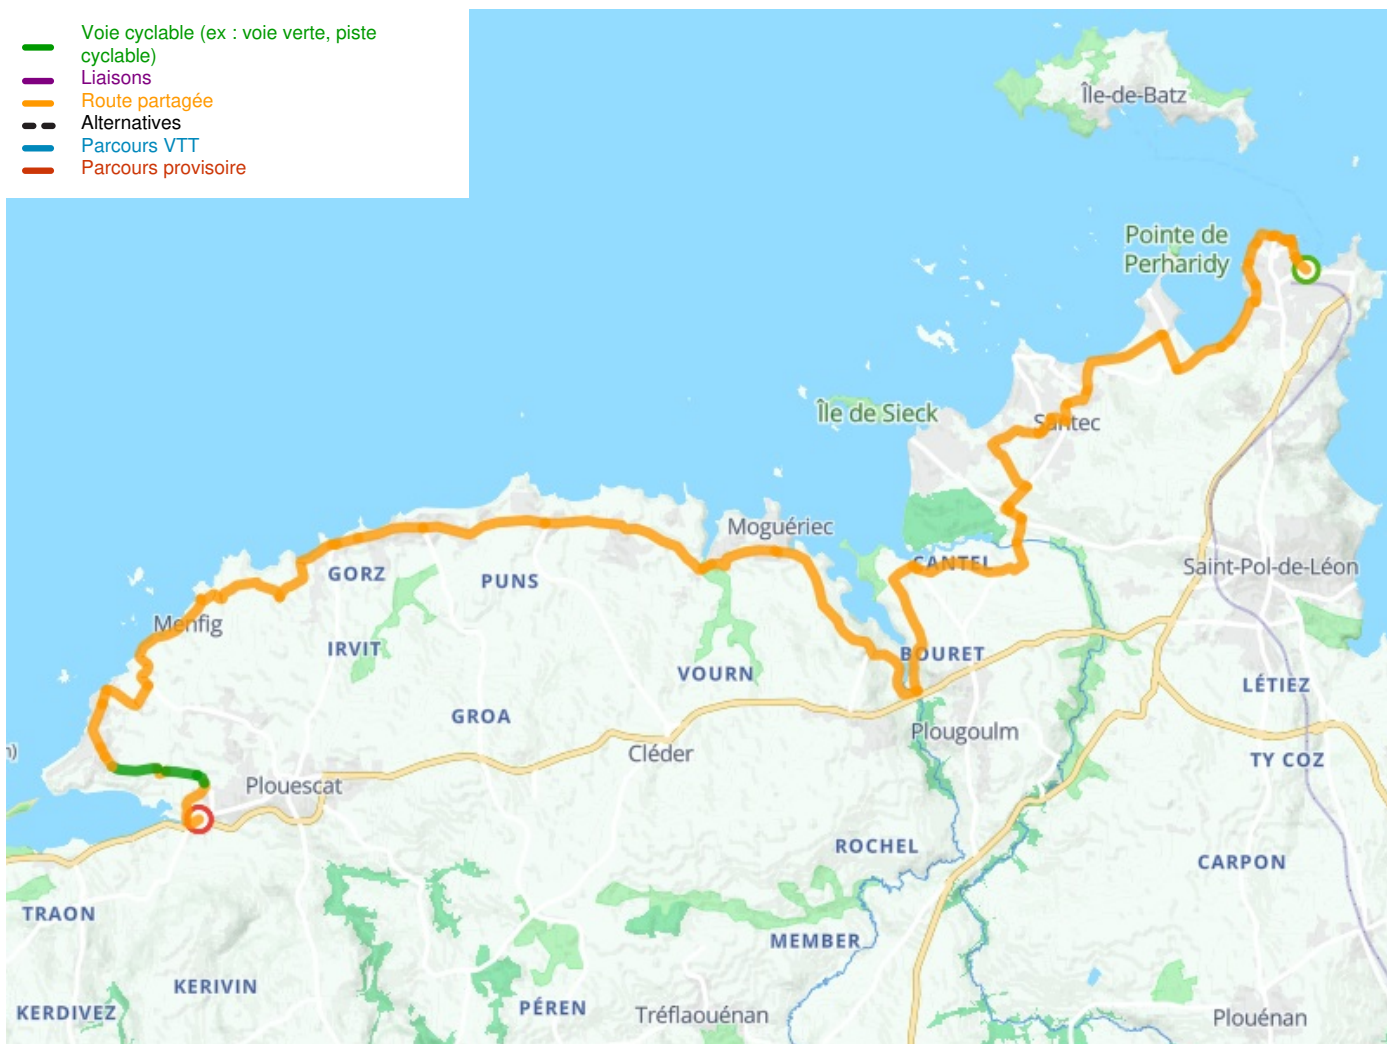 Voie cyclable (ex : voie verte, piste
cyclable)
Liaisons
Route partagée
Alternatives
Parcours VTT
Parcours provisoire
Île-de-Batz
Pointe de
Perharidy
Île de Sieck
Santec
Moguériec
CANTEL
Saint-Pol-de-Léon
GORZ
PUNS
Menfig
IRVIT
VOURN
BOURET
LÉTIEZ
GROA
Plougoulm
Cléder
TY COZ
Plouescat
ROCHEL
CARPON
TRAON
MEMBER
KERIVIN
PÉREN
KERDIVEZ
Tréflaouénan
Plouénan